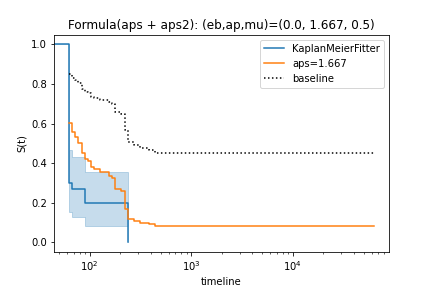 Formula(aps + aps2): (eb,ap,mu)=(0.0, 1.667, 0.5)
KaplanMeierFitter
aps=1.667
baseline
1.0
0.8
0.6
0.4
0.2
0.0
S(t)
10² 10³ 10⁴
timeline